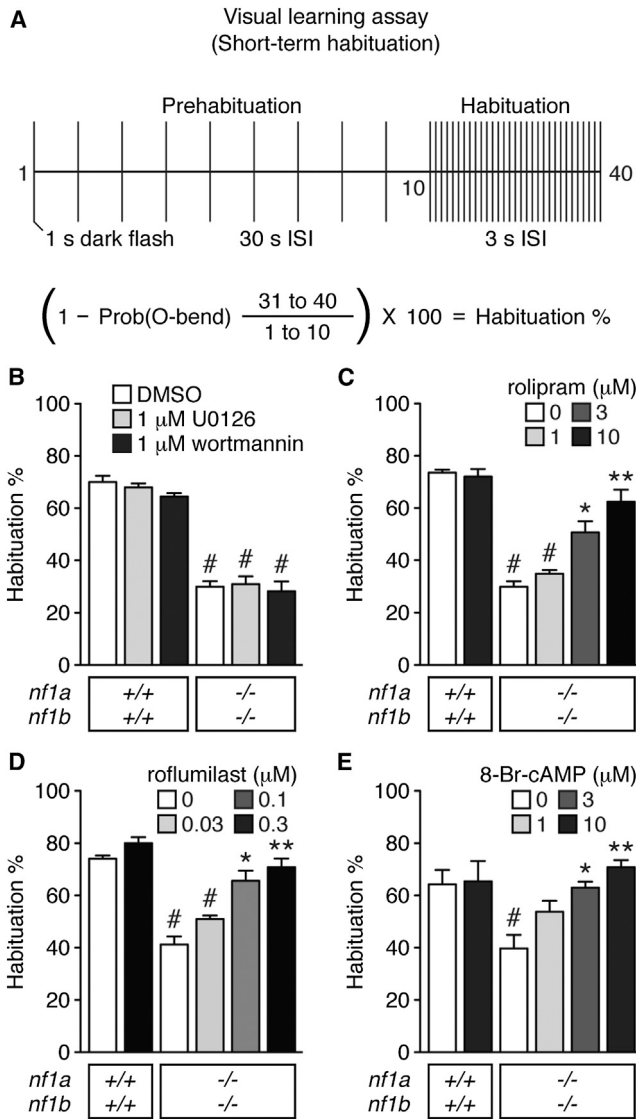 A
Visual learning assay
(Short-term habituation)
Prehabituation
Habituation
1
10
40
1 s dark flash
30 s ISI
3 s ISI
( 1 − Prob(O-bend) 31 to 40 / 1 to 10 ) X 100 = Habituation %
B
DMSO
1 μM U0126
1 μM wortmannin
Habituation %
100
80
60
40
20
0
# # #
nf1a +/+ -/-
nf1b +/+ -/-
C
rolipram (μM)
0 3
1 10
Habituation %
100
80
60
40
20
0
# # * **
nf1a +/+ -/-
nf1b +/+ -/-
D
roflumilast (μM)
0 0.1
0.03 0.3
Habituation %
100
80
60
40
20
0
# # * **
nf1a +/+ -/-
nf1b +/+ -/-
E
8-Br-cAMP (μM)
0 3
1 10
Habituation %
100
80
60
40
20
0
# * **
nf1a +/+ -/-
nf1b +/+ -/-